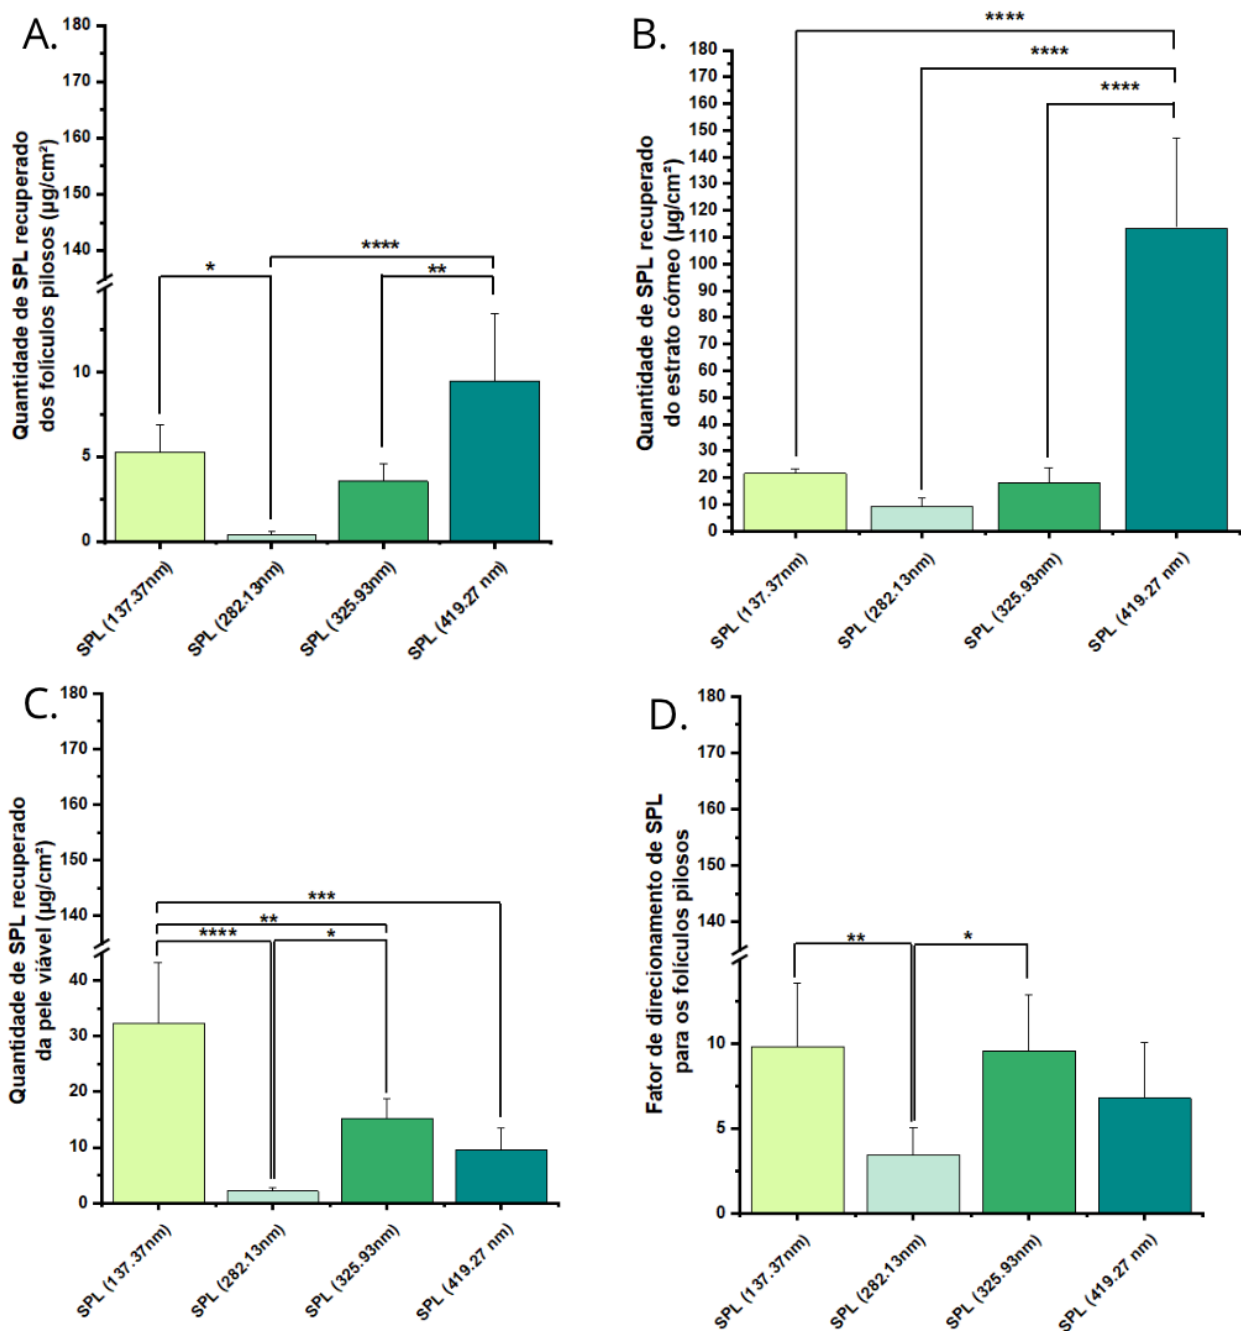 A.
Quantidade de SPL recuperado
dos folículos pilosos (µg/cm²)
180
170
160
150
140
10
5
0
*
****
**
SPL (137.37nm)
SPL (282.13nm)
SPL (325.93nm)
SPL (419.27 nm)
B.
Quantidade de SPL recuperado
do estrato córneo (µg/cm²)
180
170
160
150
140
130
120
110
100
90
80
70
60
50
40
30
20
10
0
****
****
****
SPL (137.37nm)
SPL (282.13nm)
SPL (325.93nm)
SPL (419.27 nm)
C.
Quantidade de SPL recuperado
da pele viável (µg/cm²)
180
170
160
150
140
40
30
20
10
0
***
**
****
*
SPL (137.37nm)
SPL (282.13nm)
SPL (325.93nm)
SPL (419.27 nm)
D.
Fator de direcionamento de SPL
para os folículos pilosos
180
170
160
150
140
10
5
0
**
*
SPL (137.37nm)
SPL (282.13nm)
SPL (325.93nm)
SPL (419.27 nm)